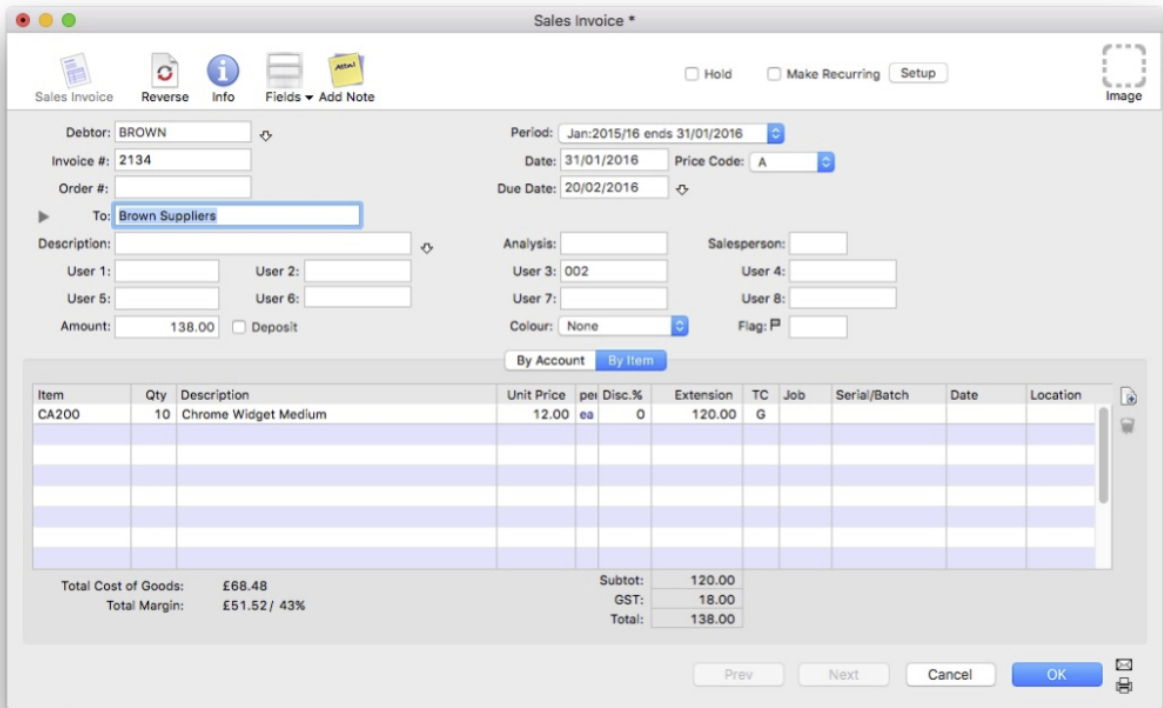 Sales Invoice *
Sales Invoice Reverse Info Fields Add Note Hold Make Recurring Setup Image
Debtor: BROWN Period: Jan:2015/16 ends 31/01/2016
Invoice #: 2134 Date: 31/01/2016 Price Code: A
Order #: Due Date: 20/02/2016
To: Brown Suppliers
Description: Analysis: Salesperson:
User 1: User 2: User 3: 002 User 4:
User 5: User 6: User 7: User 8:
Amount: 138.00 Deposit Colour: None Flag:
By Account By Item
Item Qty Description Unit Price per Disc.% Extension TC Job Serial/Batch Date Location
CA200 10 Chrome Widget Medium 12.00 ea 0 120.00 G
Total Cost of Goods: £68.48 Subtot: 120.00
Total Margin: £51.52/ 43% GST: 18.00
Total: 138.00
Prev Next Cancel OK